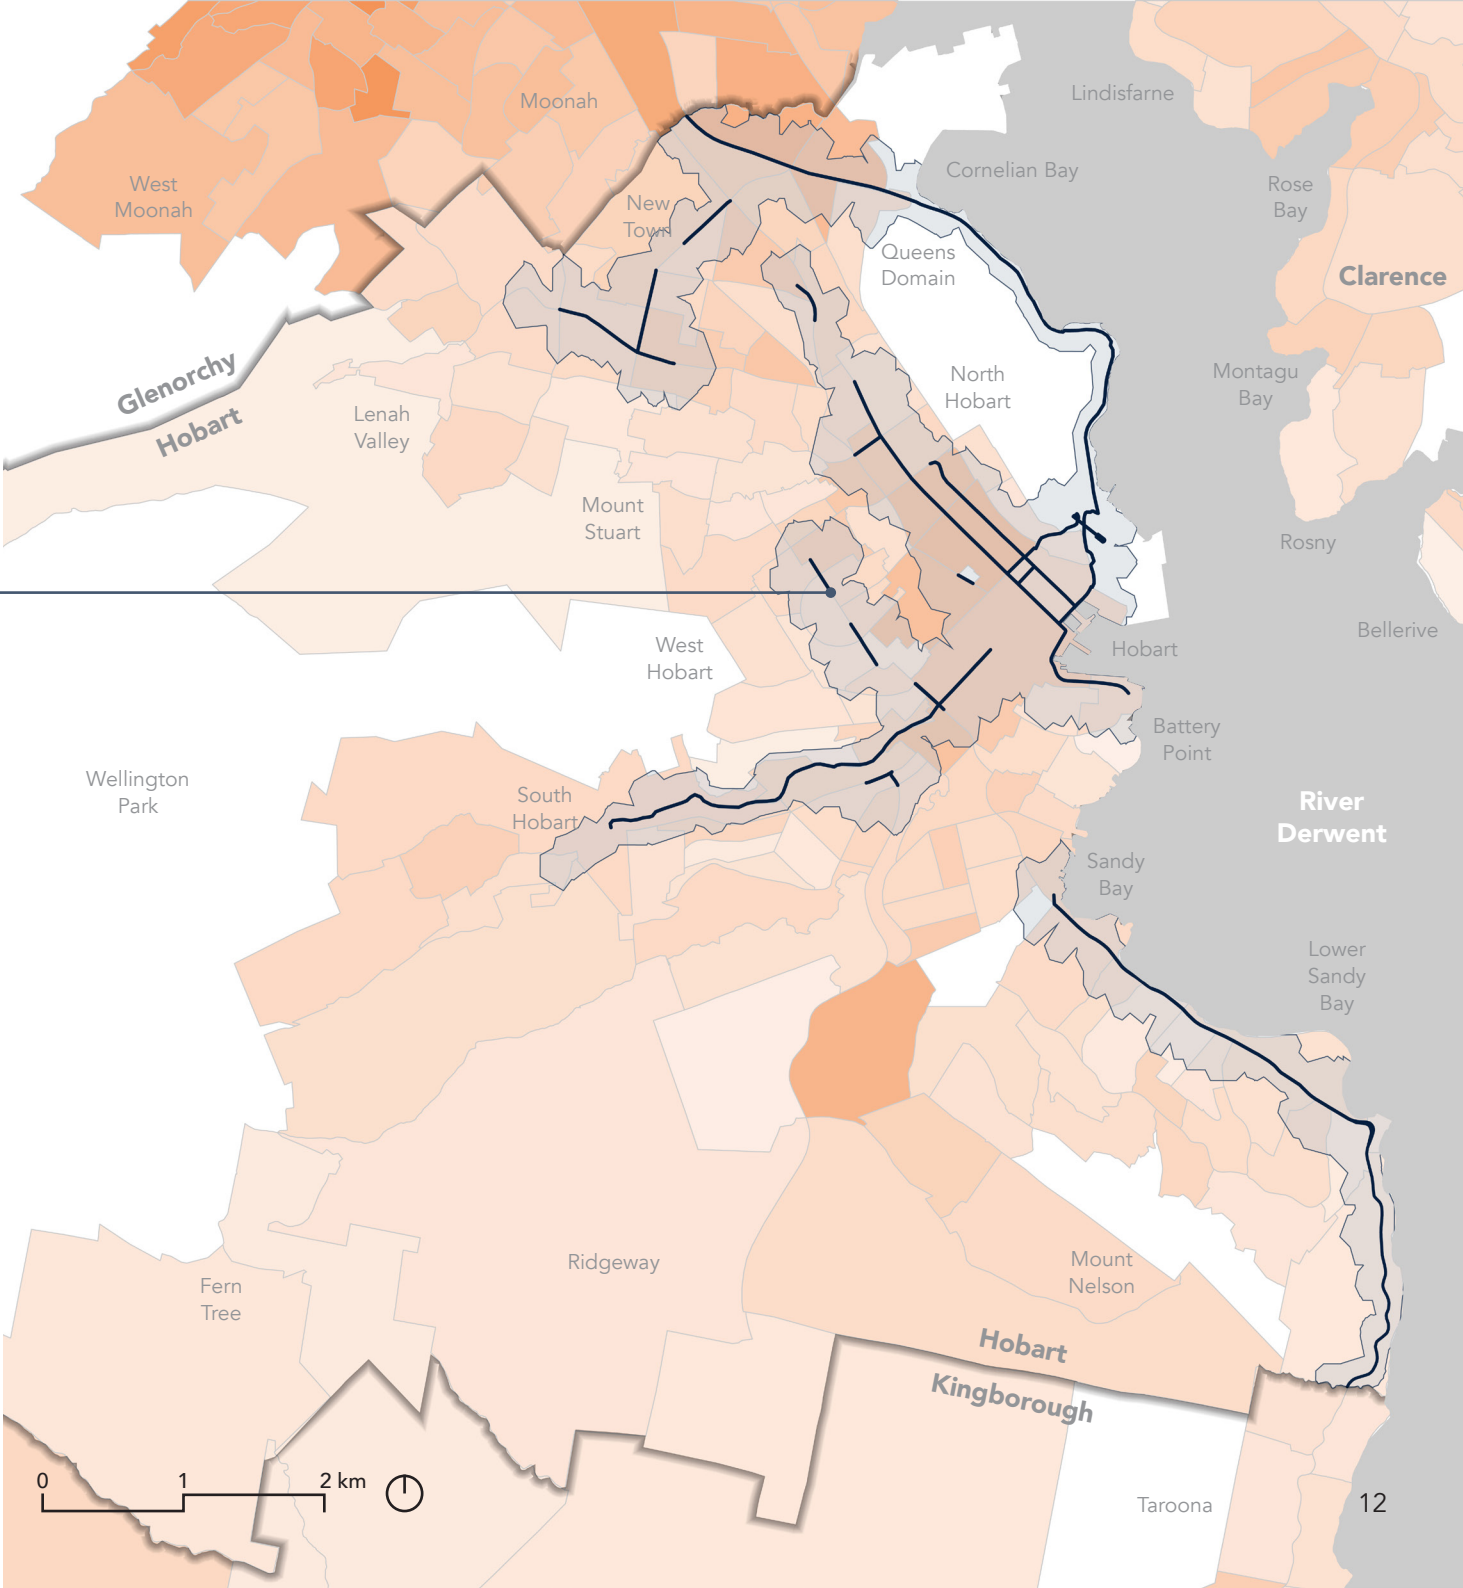 Lindisfarne
Moonah
Cornelian Bay
West
Moonah
Rose
Bay
New
Town
Queens
Domain
Clarence
Glenorchy
Hobart
North
Hobart
Montagu
Bay
Lenah
Valley
Mount
Stuart
Rosny
Bellerive
West
Hobart
Hobart
Battery
Point
Wellington
Park
South
Hobart
River
Derwent
Sandy
Bay
Lower
Sandy
Bay
Ridgeway
Mount
Nelson
Fern
Tree
Hobart
Kingborough
0 1 2 km
Taroona
12